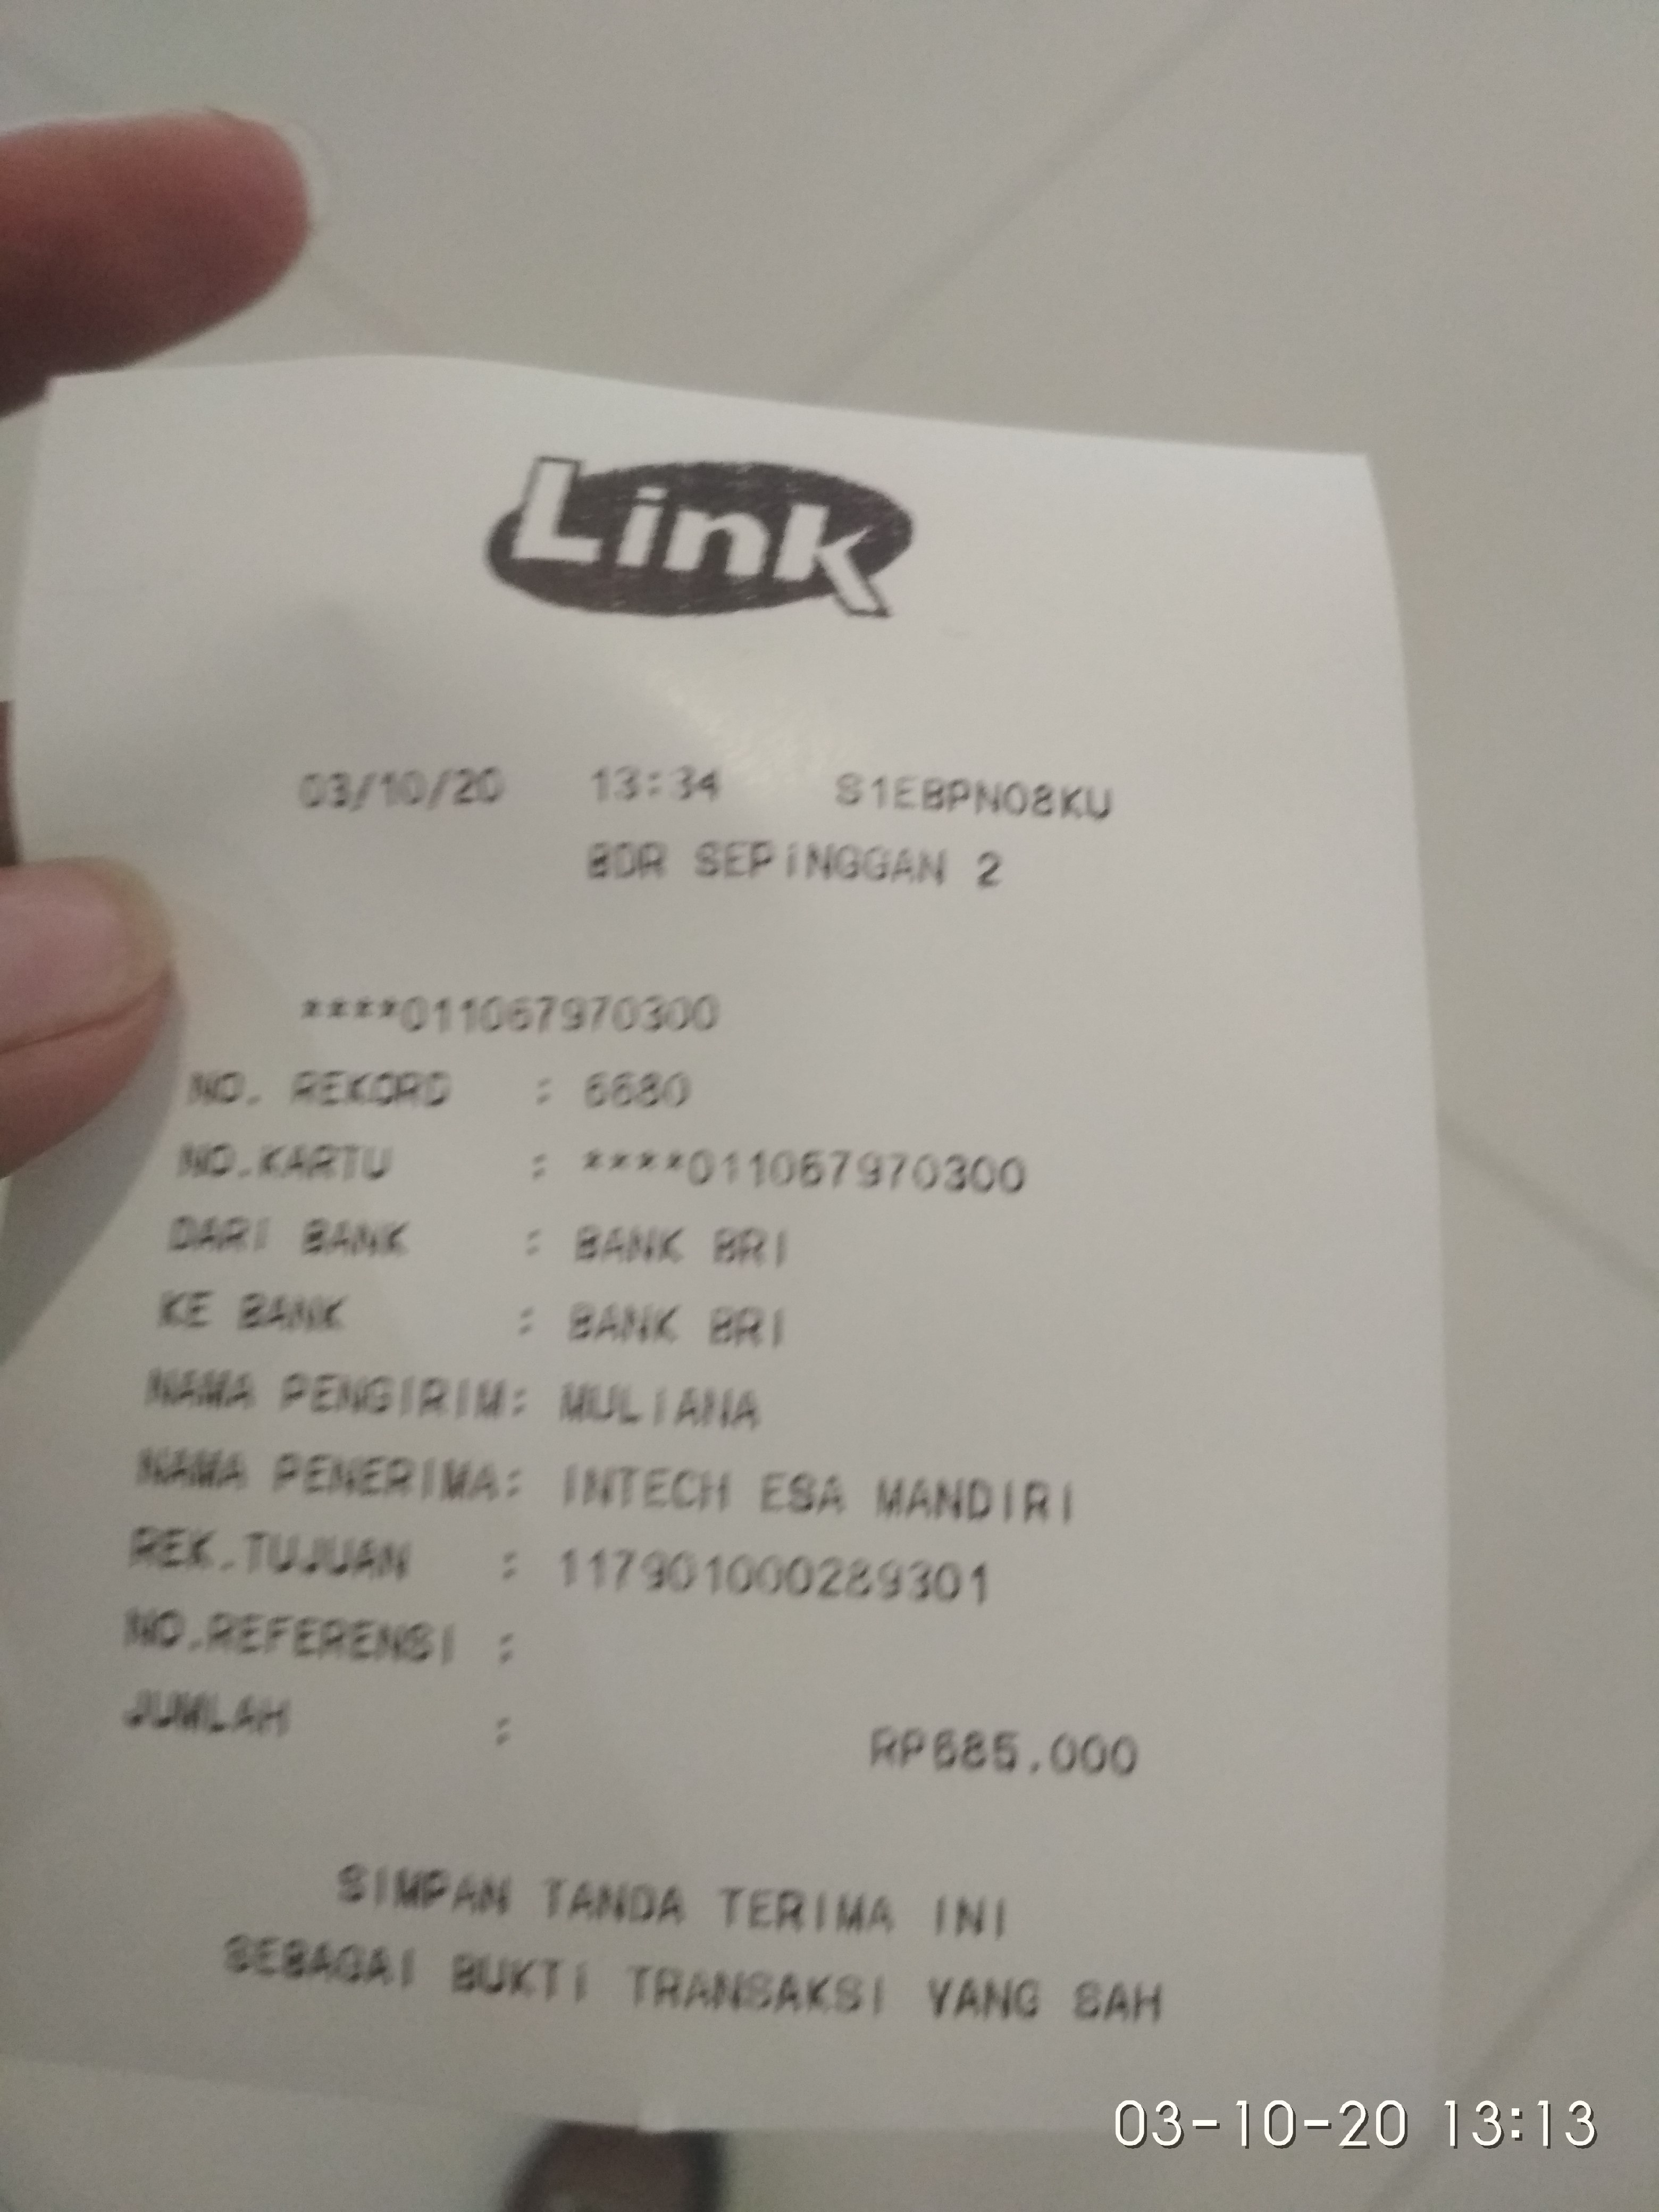 Link
03/10/20 13:34 S1EBPN08KU
BDR SEPINGGAN 2
****011067970300
NO. REKORD : 6680
NO.KARTU : ****011067970300
DARI BANK : BANK BRI
KE BANK : BANK BRI
NAMA PENGIRIM: MULIANA
NAMA PENERIMA: INTECH ESA MANDIRI
REK.TUJUAN : 117901000289301
NO.REFERENSI :
JUMLAH : RP685.000
SIMPAN TANDA TERIMA INI
SEBAGAI BUKTI TRANSAKSI YANG SAH
03-10-20 13:13